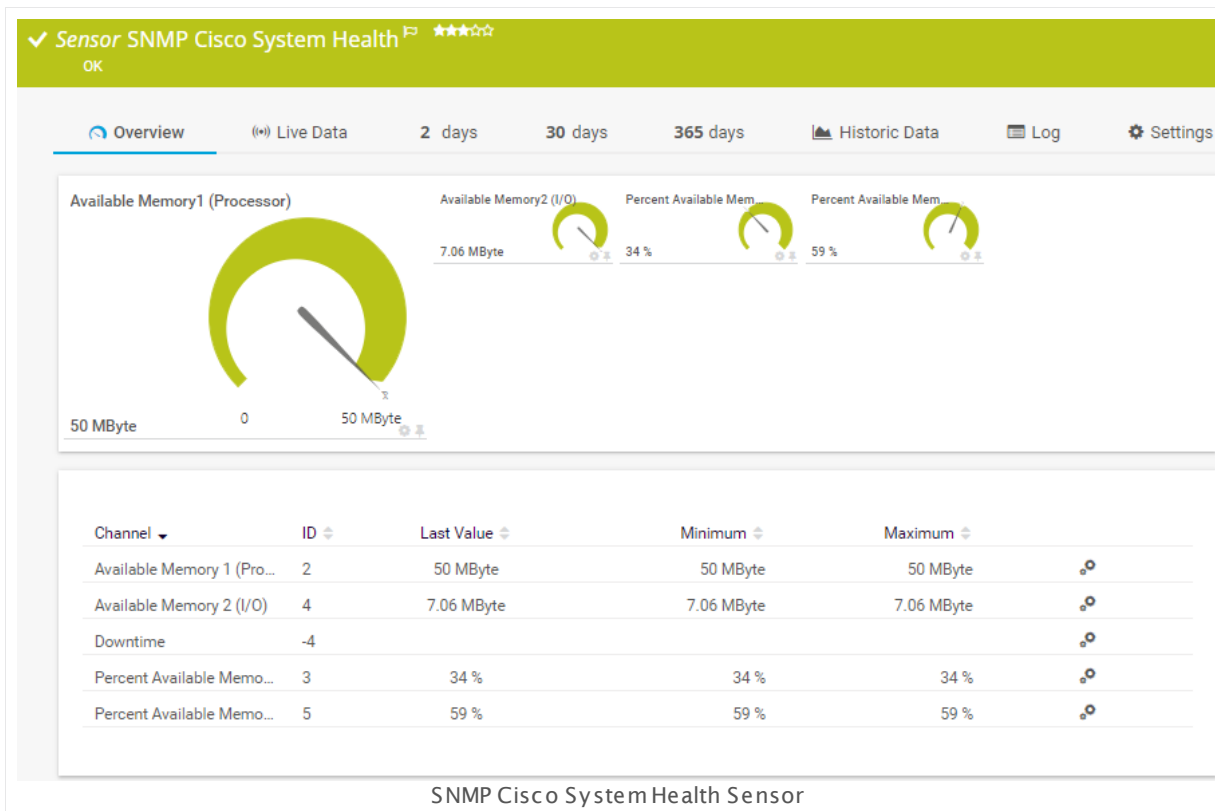 Sensor SNMP Cisco System Health
OK
Overview Live Data 2 days 30 days 365 days Historic Data Log Settings
Available Memory1 (Processor)
0
50 MByte
50 MByte
Available Memory2 (I/O)
7.06 MByte
Percent Available Mem...
34 %
Percent Available Mem...
59 %
Channel ID Last Value Minimum Maximum
Available Memory 1 (Pro... 2 50 MByte 50 MByte 50 MByte
Available Memory 2 (I/O) 4 7.06 MByte 7.06 MByte 7.06 MByte
Downtime -4
Percent Available Memo... 3 34 % 34 % 34 %
Percent Available Memo... 5 59 % 59 % 59 %
SNMP Cisco System Health Sensor